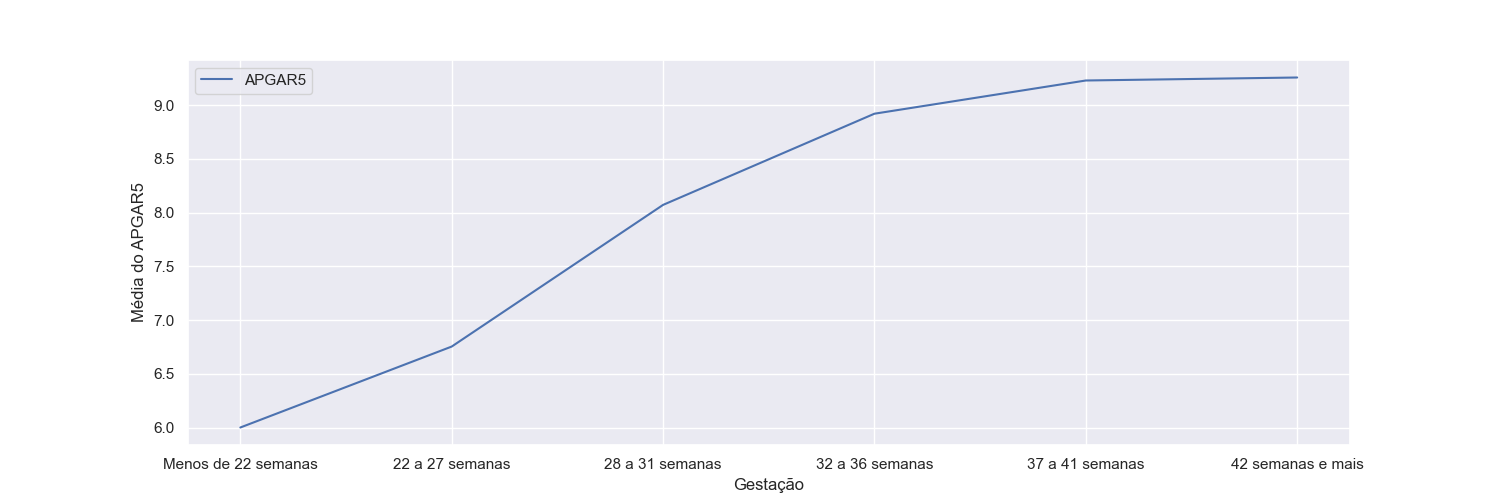 APGAR5
9.0
8.5
8.0
7.5
7.0
6.5
6.0
Média do APGAR5
Menos de 22 semanas
22 a 27 semanas
28 a 31 semanas
32 a 36 semanas
37 a 41 semanas
42 semanas e mais
Gestação